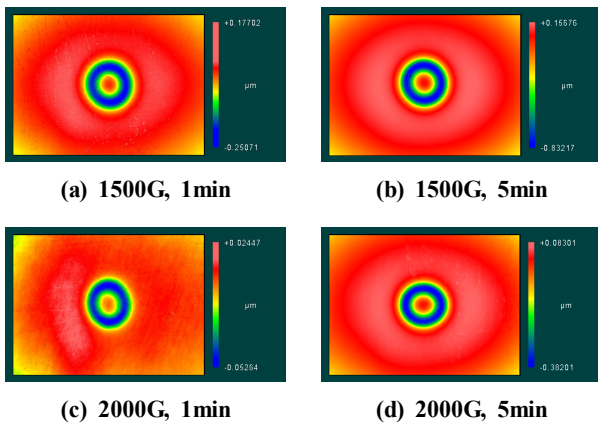 +0.17702
μm
-0.25071
+0.15676
μm
-0.83217
(a) 1500G, 1min
(b) 1500G, 5min
+0.02447
μm
-0.05264
+0.08301
μm
-0.38201
(c) 2000G, 1min
(d) 2000G, 5min